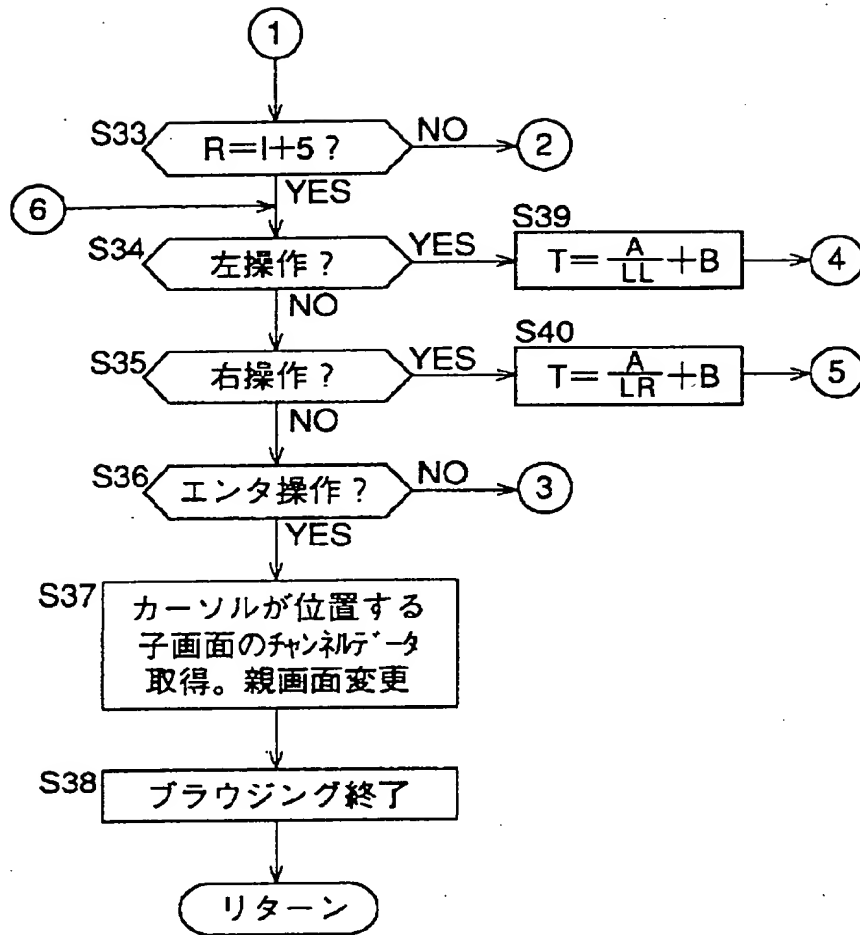 1
S33
R=I+5?
NO
2
YES
6
S34
左操作?
YES
S39
T=A/LL+B
4
NO
S35
右操作?
YES
S40
T=A/LR+B
5
NO
S36
エンタ操作?
NO
3
YES
S37
カーソルが位置する
子画面のチャンネルデータ
取得。親画面変更
S38
ブラウジング終了
リターン